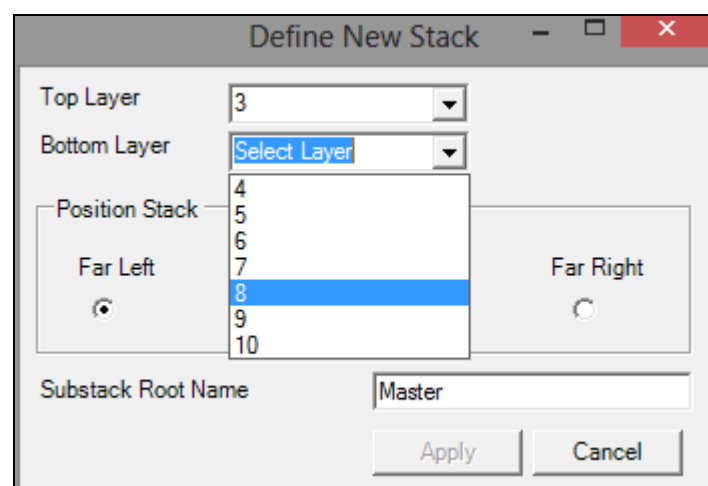 Define New Stack
Top Layer 3
Bottom Layer Select Layer
4
Position Stack
5
6
Far Left 7 Far Right
8
9
10
Substack Root Name Master
Apply Cancel